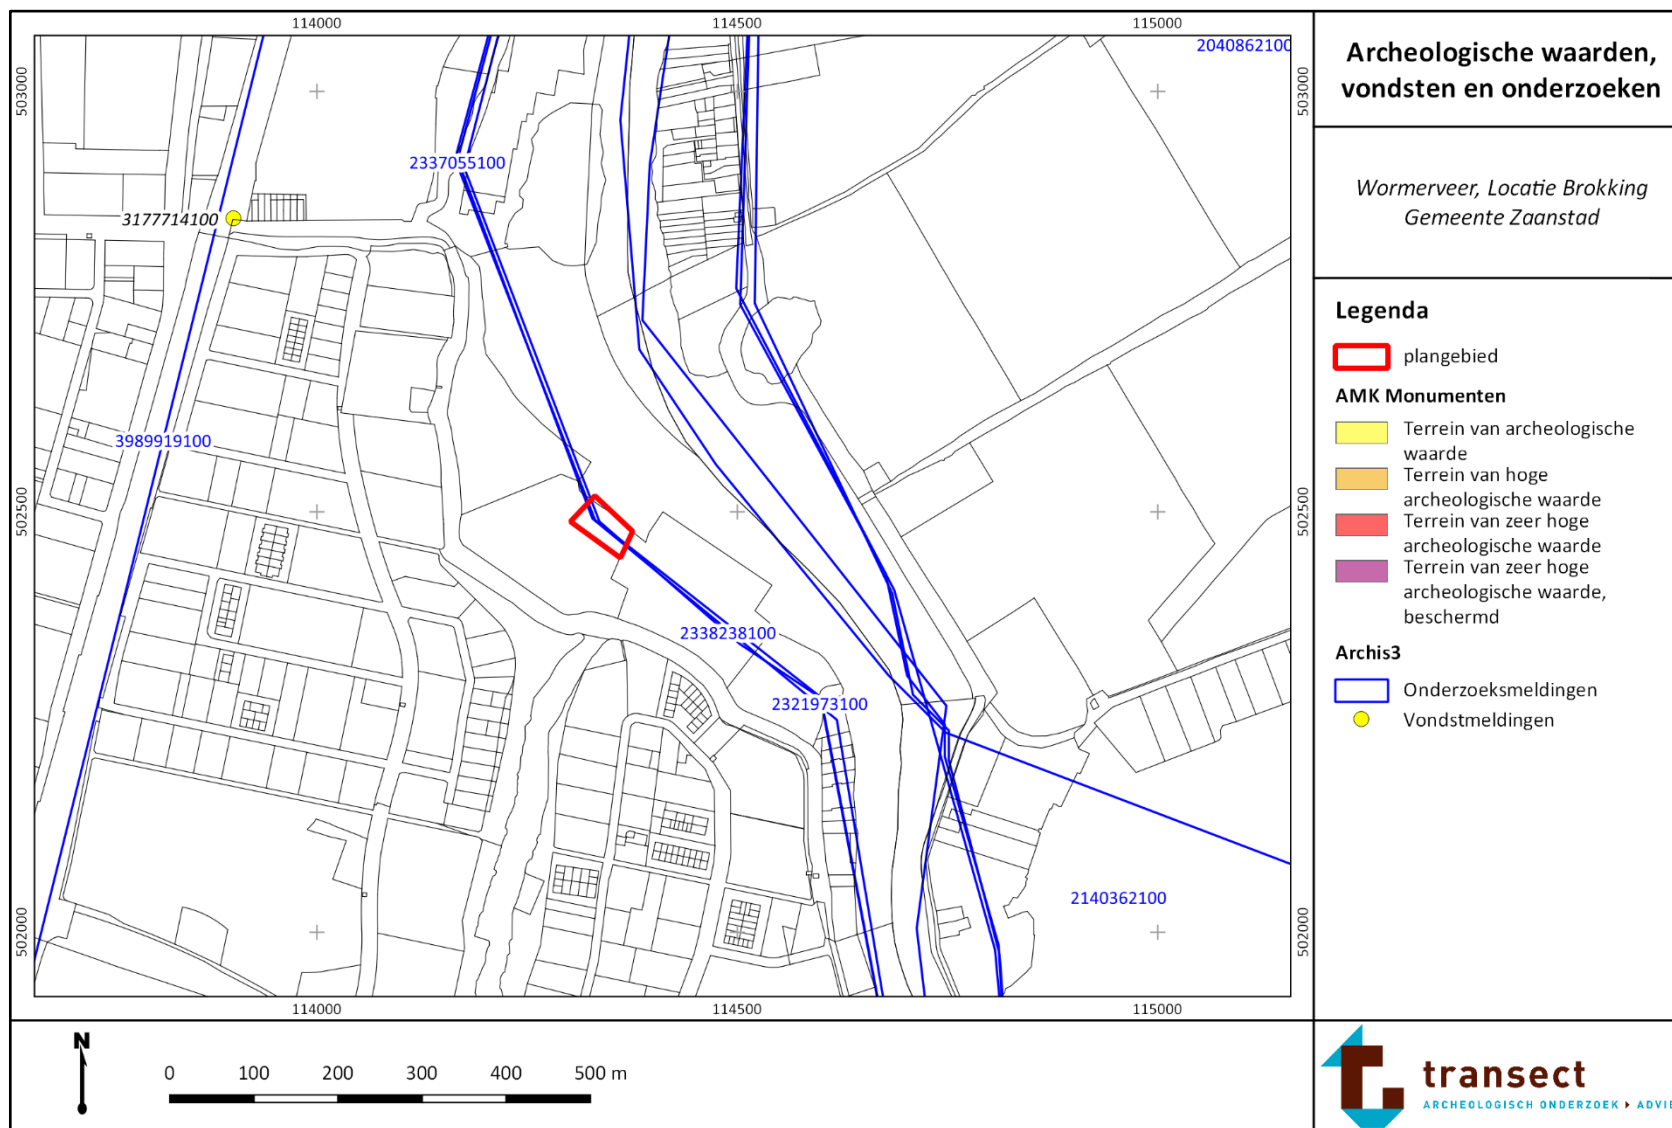 114000
114500
115000
503000
502500
502000
503000
502500
502000
2040862100
2337055100
3177714100
3989919100
2338238100
2321973100
2140362100
114000
114500
115000
Archeologische waarden,
vondsten en onderzoeken
Wormerveer, Locatie Brokking
Gemeente Zaanstad
Legenda
plangebied
AMK Monumenten
Terrein van archeologische
waarde
Terrein van hoge
archeologische waarde
Terrein van zeer hoge
archeologische waarde
Terrein van zeer hoge
archeologische waarde,
beschermd
Archis3
Onderzoeksmeldingen
Vondstmeldingen
N
0 100 200 300 400 500 m
transect
ARCHEOLOGISCH ONDERZOEK ADVIE